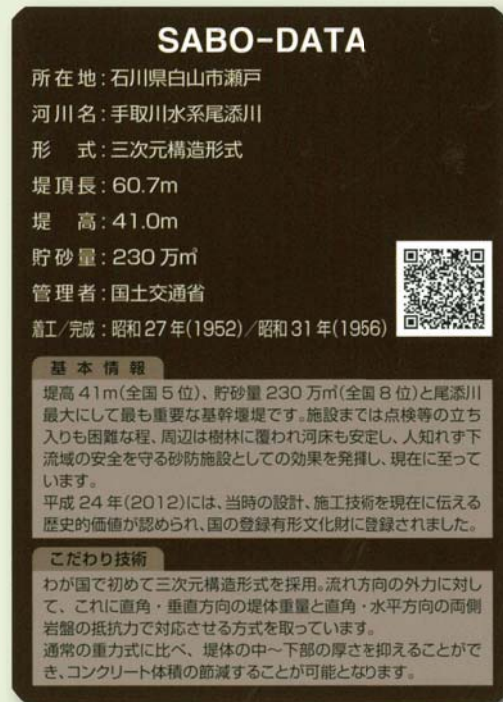 SABO-DATA
所在地:石川県白山市瀬戸
河川名:手取川水系尾添川
形 式:三次元構造形式
堤頂長:60.7m
堤 高:41.0m
貯砂量:230万㎥
管理者:国土交通省
着工/完成:昭和27年(1952)/昭和31年(1956)
基本情報
堤高41m(全国5位)、貯砂量230万㎥(全国8位)と尾添川
最大にして最も重要な基幹堰堤です。施設までは点検等の立ち
入りも困難な程、周辺は樹林に覆われ河床も安定し、人知れず下
流域の安全を守る砂防施設としての効果を発揮し、現在に至って
います。
平成24年(2012)には、当時の設計、施工技術を現在に伝える
歴史的価値が認められ、国の登録有形文化財に登録されました。
こだわり技術
わが国で初めて三次元構造形式を採用。流れ方向の外力に対し
て、これに直角・垂直方向の堤体重量と直角・水平方向の両側
岩盤の抵抗力で対応させる方式を取っています。
通常の重力式に比べ、堤体の中~下部の厚さを抑えることがで
き、コンクリート体積の節減することが可能となります。